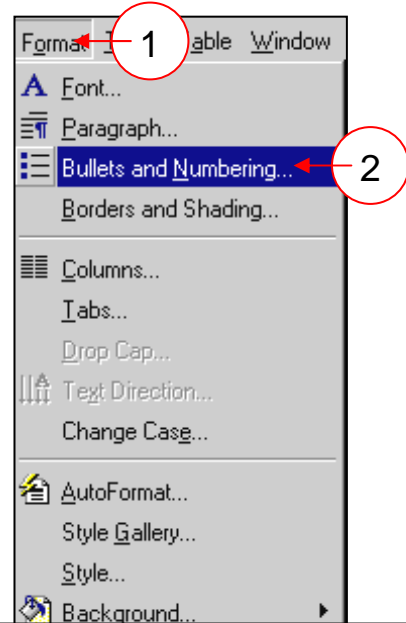 Format 1 able Window
Font...
Paragraph...
Bullets and Numbering... 2
Borders and Shading...
Columns...
Tabs...
Drop Cap...
Text Direction...
Change Case...
AutoFormat...
Style Gallery...
Style...
Background...